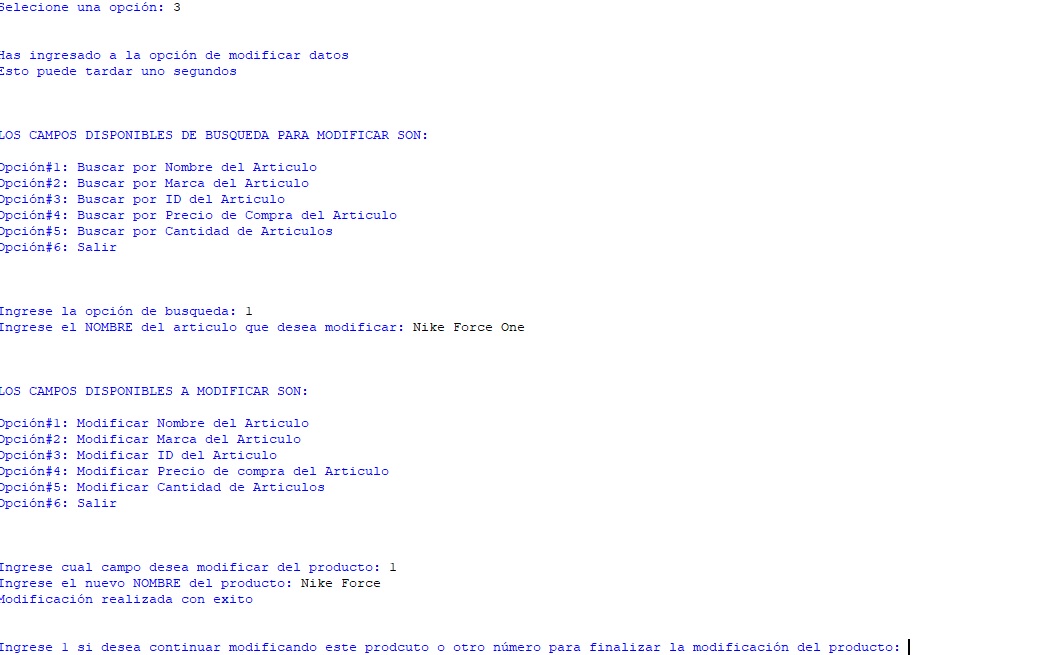 Selecione una opción: 3
Has ingresado a la opción de modificar datos
Esto puede tardar uno segundos
LOS CAMPOS DISPONIBLES DE BUSQUEDA PARA MODIFICAR SON:
Opción#1: Buscar por Nombre del Articulo
Opción#2: Buscar por Marca del Articulo
Opción#3: Buscar por ID del Articulo
Opción#4: Buscar por Precio de Compra del Articulo
Opción#5: Buscar por Cantidad de Articulos
Opción#6: Salir
Ingrese la opción de busqueda: 1
Ingrese el NOMBRE del articulo que desea modificar: Nike Force One
LOS CAMPOS DISPONIBLES A MODIFICAR SON:
Opción#1: Modificar Nombre del Articulo
Opción#2: Modificar Marca del Articulo
Opción#3: Modificar ID del Articulo
Opción#4: Modificar Precio de compra del Articulo
Opción#5: Modificar Cantidad de Articulos
Opción#6: Salir
Ingrese cual campo desea modificar del producto: 1
Ingrese el nuevo NOMBRE del producto: Nike Force
Modificación realizada con exito
Ingrese 1 si desea continuar modificando este prodcuto o otro número para finalizar la modificación del producto: